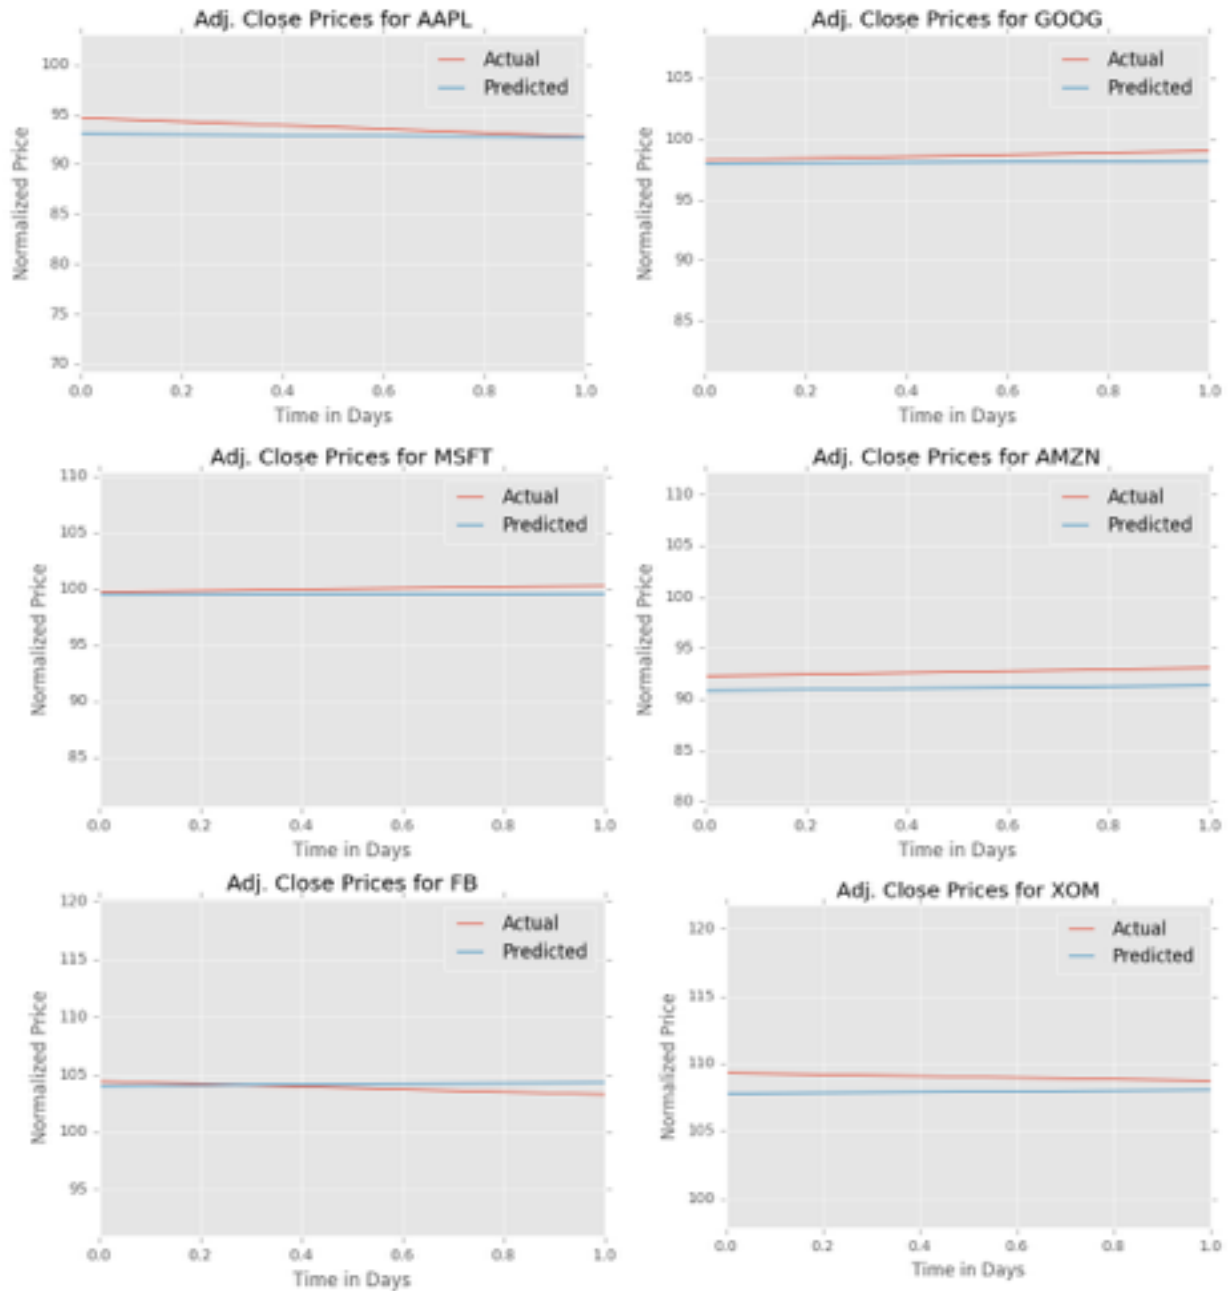 Adj. Close Prices for AAPL
Actual
Predicted
100
95
90
85
80
75
70
Normalized Price
0.0 0.2 0.4 0.6 0.8 1.0
Time in Days
Adj. Close Prices for GOOG
Actual
Predicted
105
100
95
90
85
Normalized Price
0.0 0.2 0.4 0.6 0.8 1.0
Time in Days
Adj. Close Prices for MSFT
Actual
Predicted
110
105
100
95
90
85
Normalized Price
0.0 0.2 0.4 0.6 0.8 1.0
Time in Days
Adj. Close Prices for AMZN
Actual
Predicted
110
105
100
95
90
85
80
Normalized Price
0.0 0.2 0.4 0.6 0.8 1.0
Time in Days
Adj. Close Prices for FB
Actual
Predicted
120
115
110
105
100
95
Normalized Price
0.0 0.2 0.4 0.6 0.8 1.0
Time in Days
Adj. Close Prices for XOM
Actual
Predicted
120
115
110
105
100
Normalized Price
0.0 0.2 0.4 0.6 0.8 1.0
Time in Days